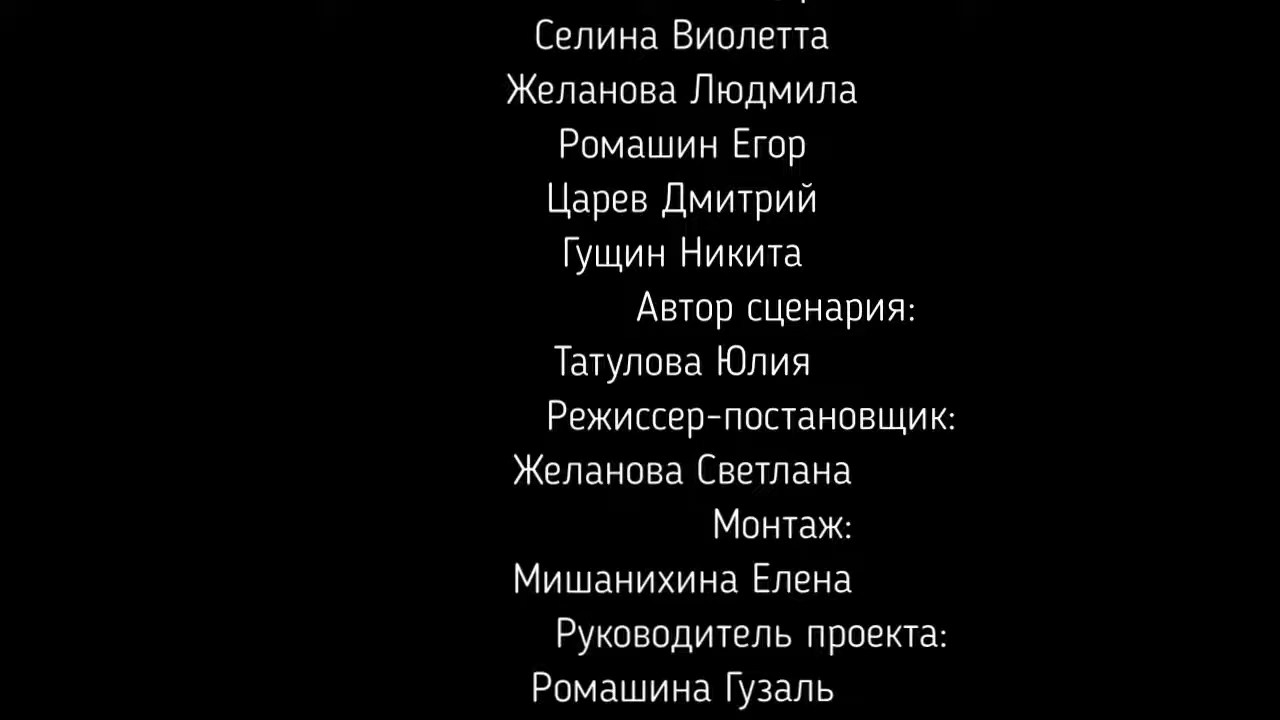 Селина Виолетта
Желанова Людмила
Ромашин Егор
Царев Дмитрий
Гущин Никита
Автор сценария:
Татулова Юлия
Режиссер-постановщик:
Желанова Светлана
Монтаж:
Мишанихина Елена
Руководитель проекта:
Ромашина Гузаль